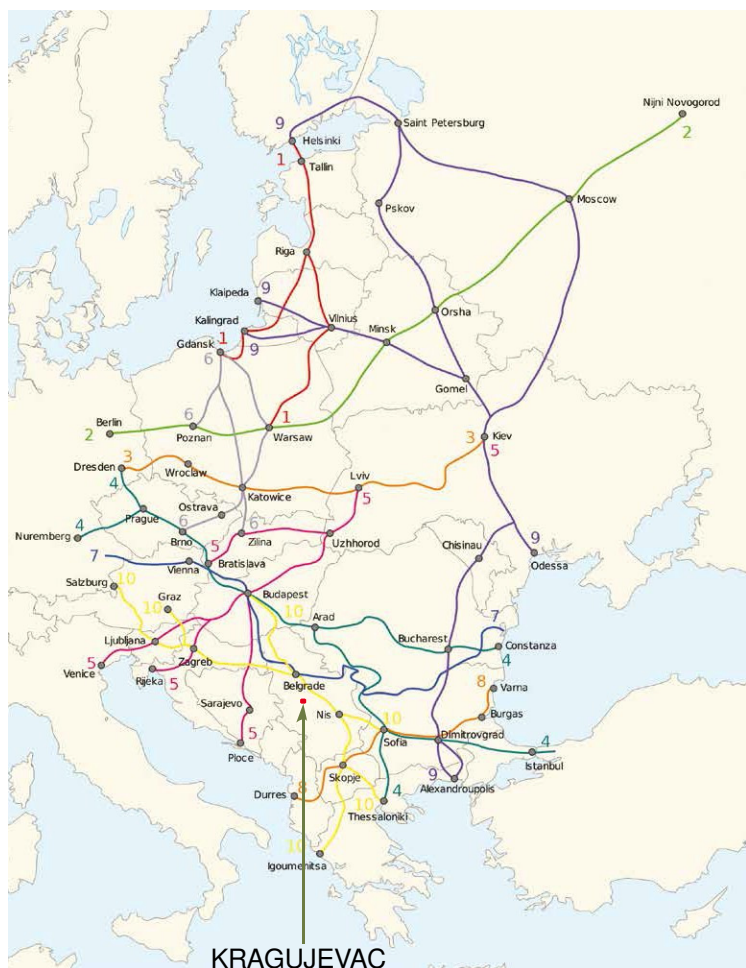 Nijni Novogorod
2
9
Saint Petersburg
Helsinki
1
Tallin
Moscow
Pskov
Riga
Klaipeda
9
Kalingrad
Vilnius
Orsha
Minsk
Gdansk
1
9
6
Gomel
Berlin
2
6
Poznan
1
Warsaw
3
Kiev
5
Dresden
3
4
Wroclaw
Lviv
5
Katowice
Ostrava
4
Prague
Nuremberg
6
Brno
6
Zilina
Uzhhorod
Chisinau
9
Odessa
5
7
Vienna
Bratislava
Salzburg
10
Graz
10
Budapest
10
Arad
7
Bucharest
Constanza
4
Ljubljana
Zagreb
Venice
5
Rijeka
5
Belgrade
8
Varna
Burgas
Sarajevo
Nis
10
Sofia
Dimitrovgrad
5
Ploce
4
Istanbul
Skopje
9
Alexandroupolis
Durres
8
10
4
Thessaloniki
10
Igoumenitsa
KRAGUJEVAC